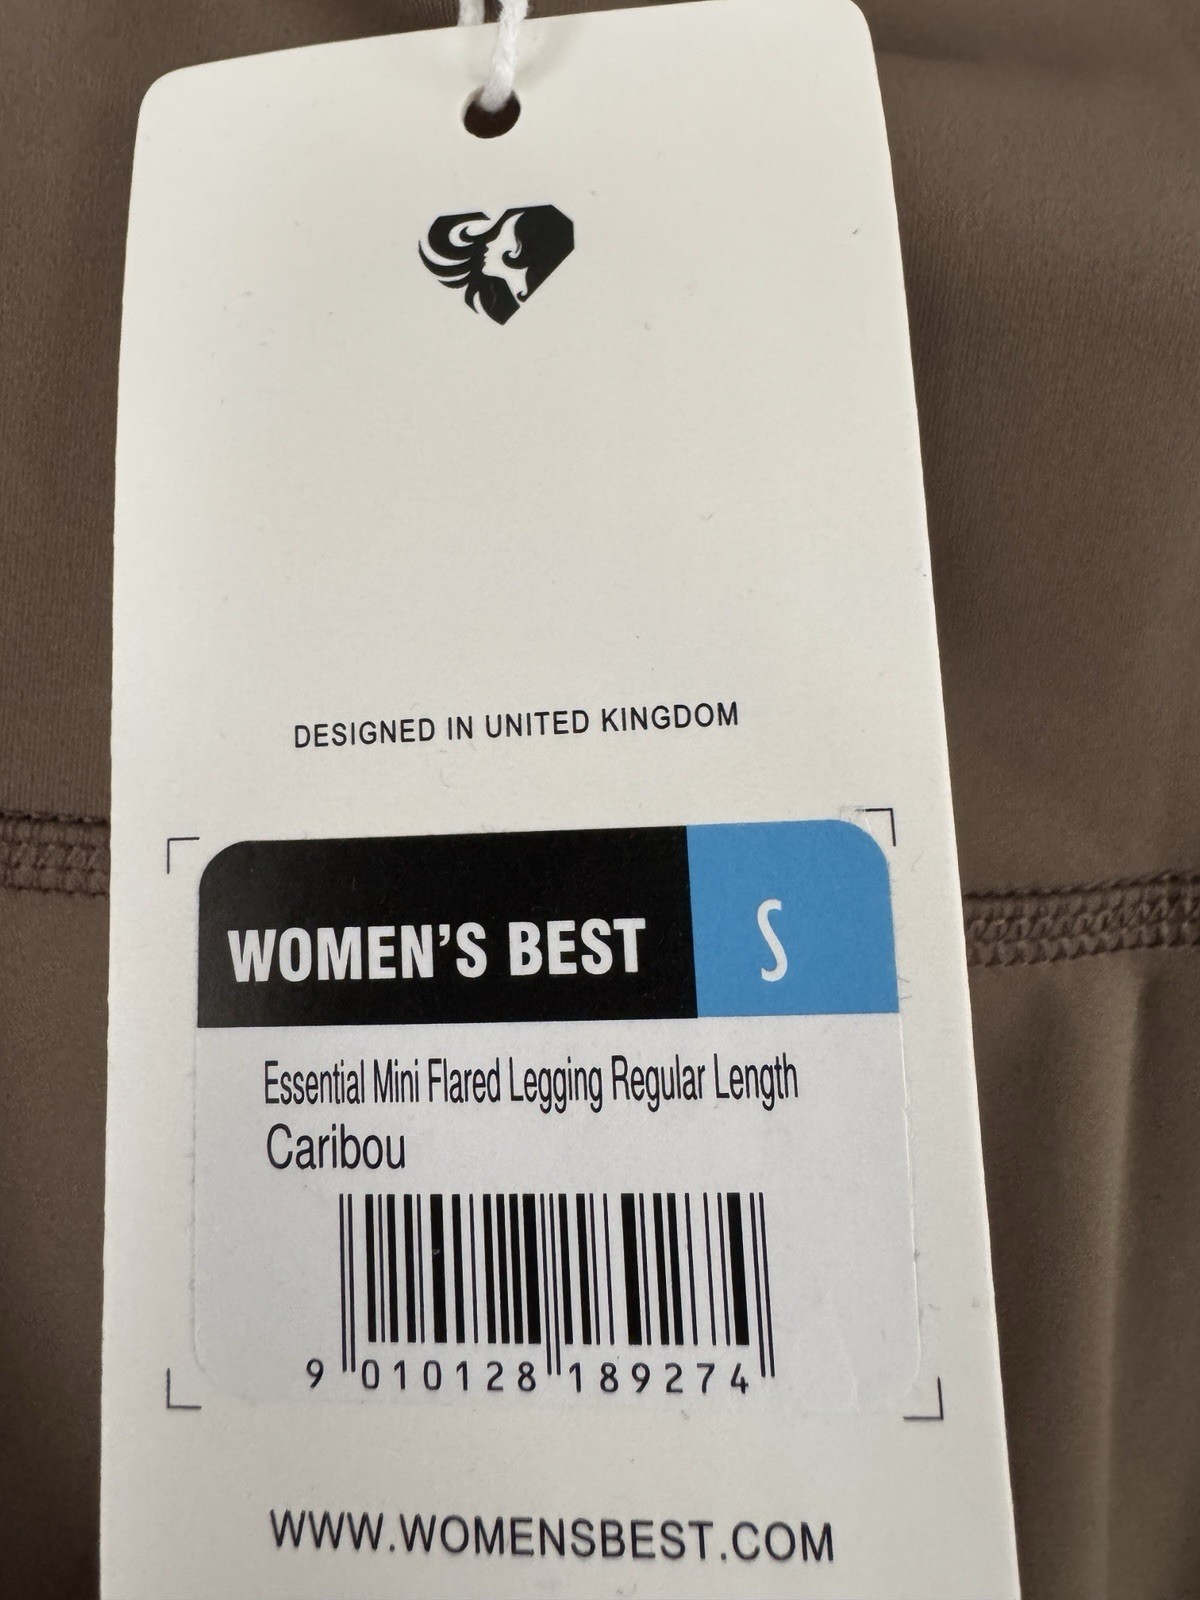 DESIGNED IN UNITED KINGDOM
WOMEN'S BEST S
Essential Mini Flared Legging Regular Length
Caribou
9 010128 189274
WWW.WOMENSBEST.COM